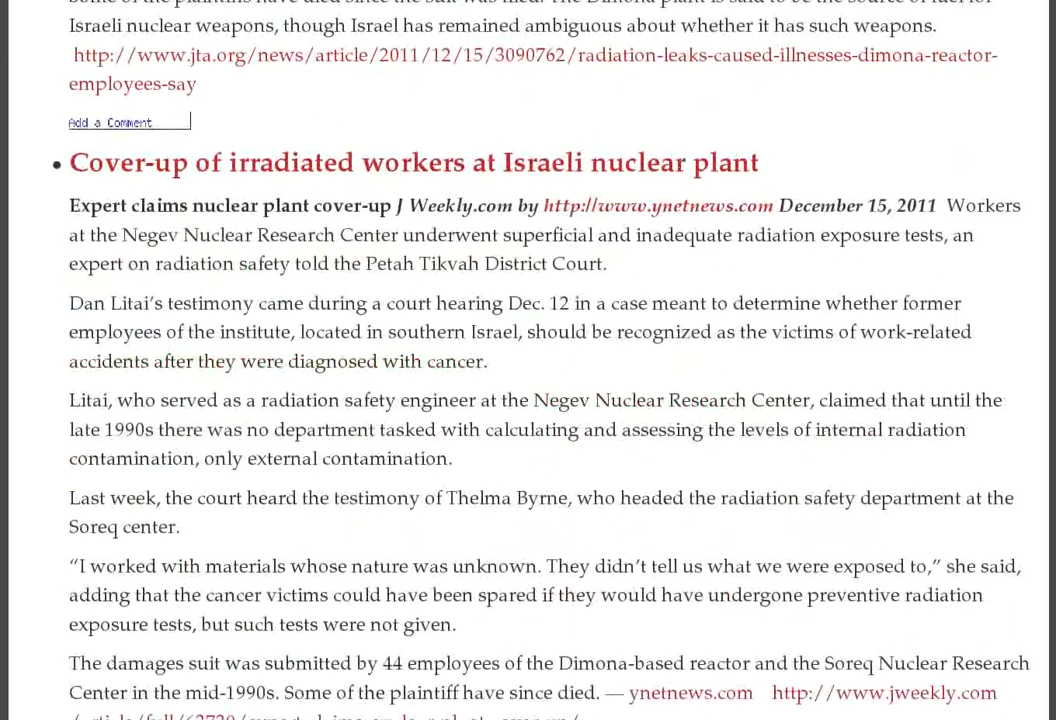 Israeli nuclear weapons, though Israel has remained ambiguous about whether it has such weapons.
http://www.jta.org/news/article/2011/12/15/3090762/radiation-leaks-caused-illnesses-dimona-reactor-
employees-say
Add a Comment
• Cover-up of irradiated workers at Israeli nuclear plant
Expert claims nuclear plant cover-up J Weekly.com by http://www.ynetnews.com December 15, 2011 Workers
at the Negev Nuclear Research Center underwent superficial and inadequate radiation exposure tests, an
expert on radiation safety told the Petah Tikvah District Court.
Dan Litai’s testimony came during a court hearing Dec. 12 in a case meant to determine whether former
employees of the institute, located in southern Israel, should be recognized as the victims of work-related
accidents after they were diagnosed with cancer.
Litai, who served as a radiation safety engineer at the Negev Nuclear Research Center, claimed that until the
late 1990s there was no department tasked with calculating and assessing the levels of internal radiation
contamination, only external contamination.
Last week, the court heard the testimony of Thelma Byrne, who headed the radiation safety department at the
Soreq center.
“I worked with materials whose nature was unknown. They didn’t tell us what we were exposed to,” she said,
adding that the cancer victims could have been spared if they would have undergone preventive radiation
exposure tests, but such tests were not given.
The damages suit was submitted by 44 employees of the Dimona-based reactor and the Soreq Nuclear Research
Center in the mid-1990s. Some of the plaintiff have since died. — ynetnews.com http://www.jweekly.com